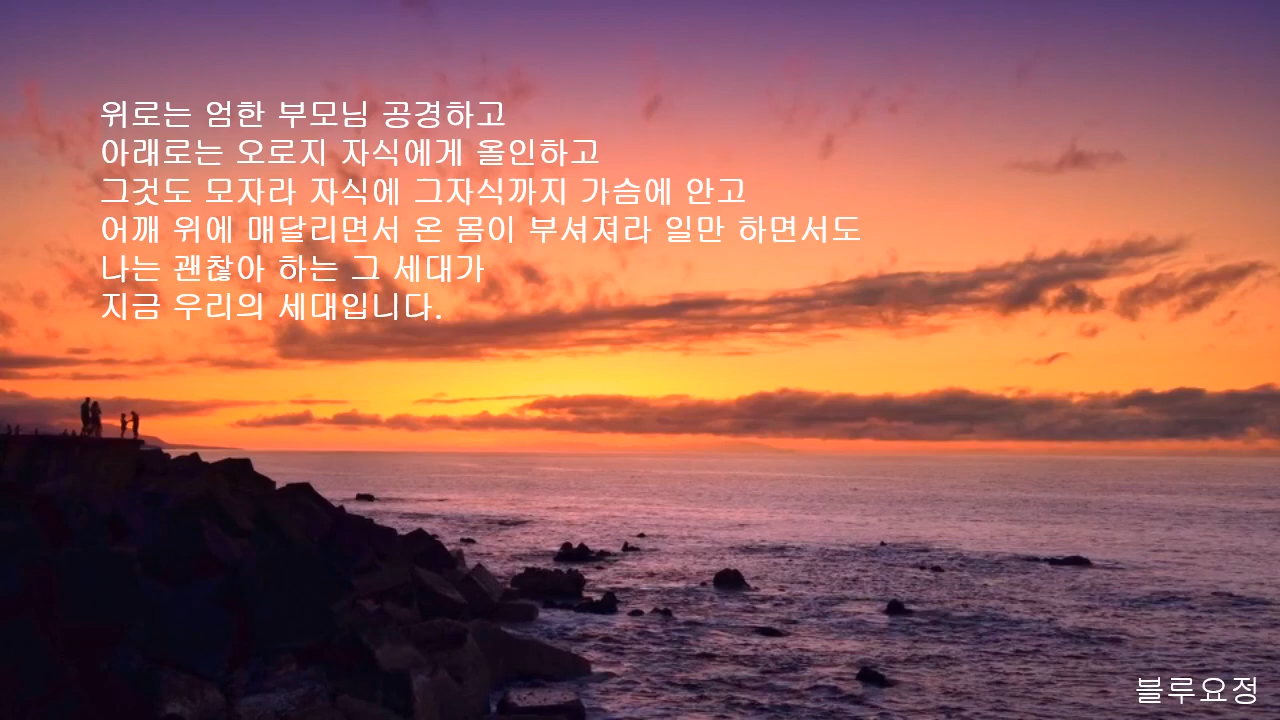 위로는 엄한 부모님 공경하고
아래로는 오로지 자식에게 올인하고
그것도 모자라 자식에 그자식까지 가슴에 안고
어깨 위에 매달리면서 온 몸이 부셔져라 일만 하면서도
나는 괜찮아 하는 그 세대가
지금 우리의 세대입니다.
블루요정